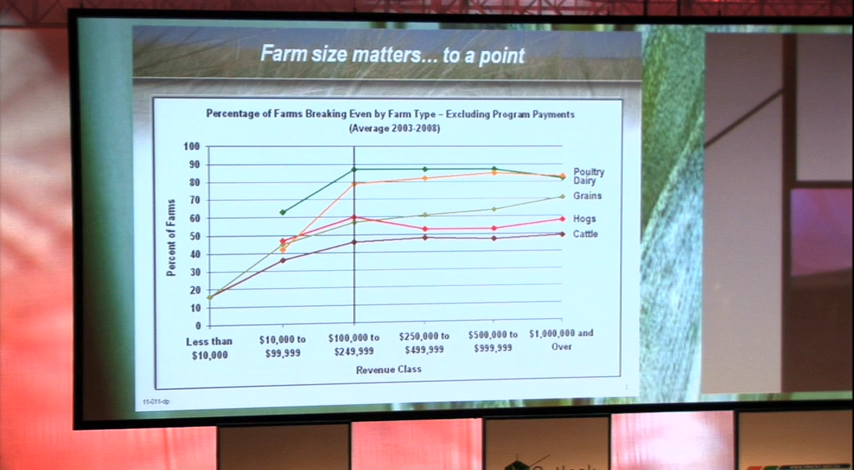 Farm size matters... to a point
Percentage of Farms Breaking Even by Farm Type – Excluding Program Payments
(Average 2003-2008)
100
90
80
70
60
50
40
30
20
10
0
Percent of Farms
Poultry
Dairy
Grains
Hogs
Cattle
Less than $10,000
$10,000 to $99,999
$100,000 to $249,999
$250,000 to $499,999
$500,000 to $999,999
$1,000,000 and Over
Revenue Class
11-011-dp